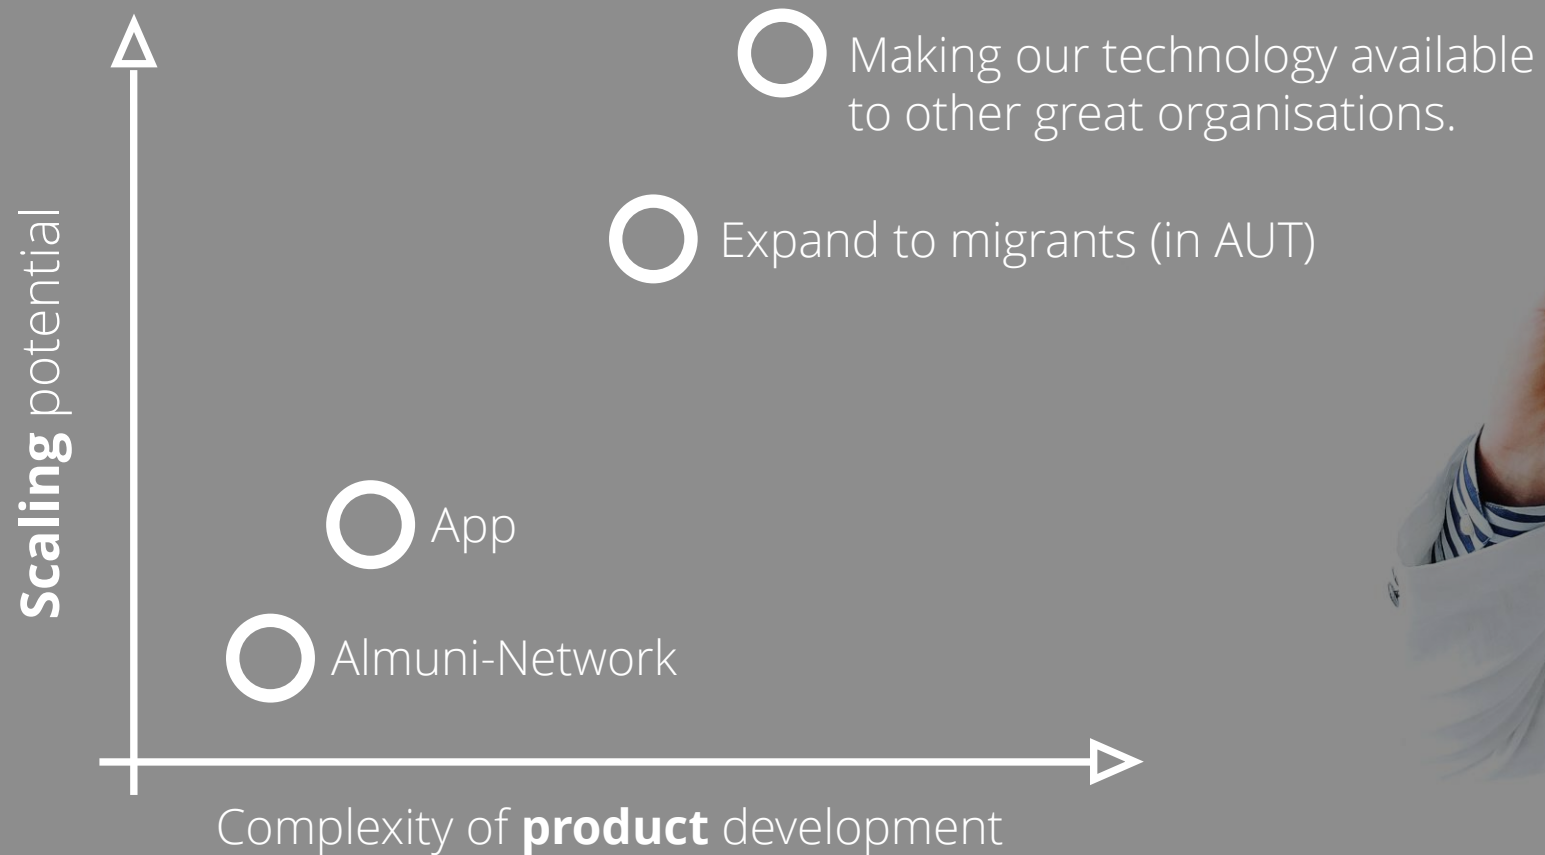 Making our technology available
to other great organisations.
Expand to migrants (in AUT)
Scaling potential
App
Almuni-Network
Complexity of product development